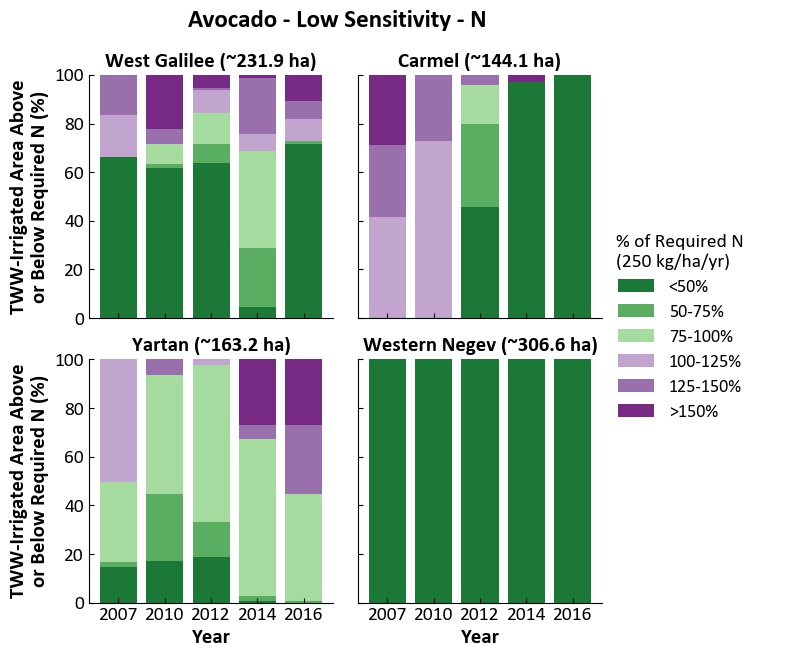 Avocado - Low Sensitivity - N
West Galilee (~231.9 ha)
Carmel (~144.1 ha)
TWW-Irrigated Area Above
or Below Required N (%)
100
80
60
40
20
0
% of Required N
(250 kg/ha/yr)
<50%
50-75%
75-100%
100-125%
125-150%
>150%
Yartan (~163.2 ha)
Western Negev (~306.6 ha)
TWW-Irrigated Area Above
or Below Required N (%)
100
80
60
40
20
0
2007 2010 2012 2014 2016
2007 2010 2012 2014 2016
Year
Year